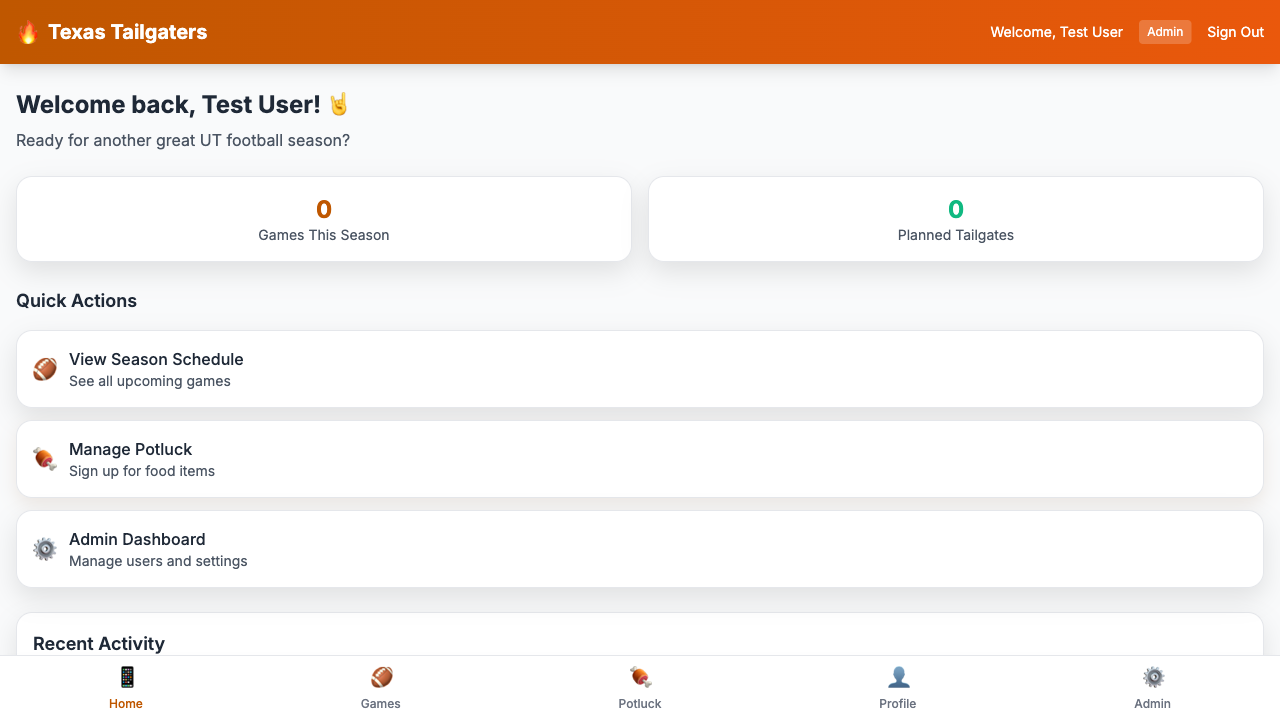 🔥 Texas Tailgaters
Welcome, Test User
Admin
Sign Out
Welcome back, Test User! 🤘
Ready for another great UT football season?
0
Games This Season
0
Planned Tailgates
Quick Actions
View Season Schedule
See all upcoming games
Manage Potluck
Sign up for food items
Admin Dashboard
Manage users and settings
Recent Activity
Home
Games
Potluck
Profile
Admin